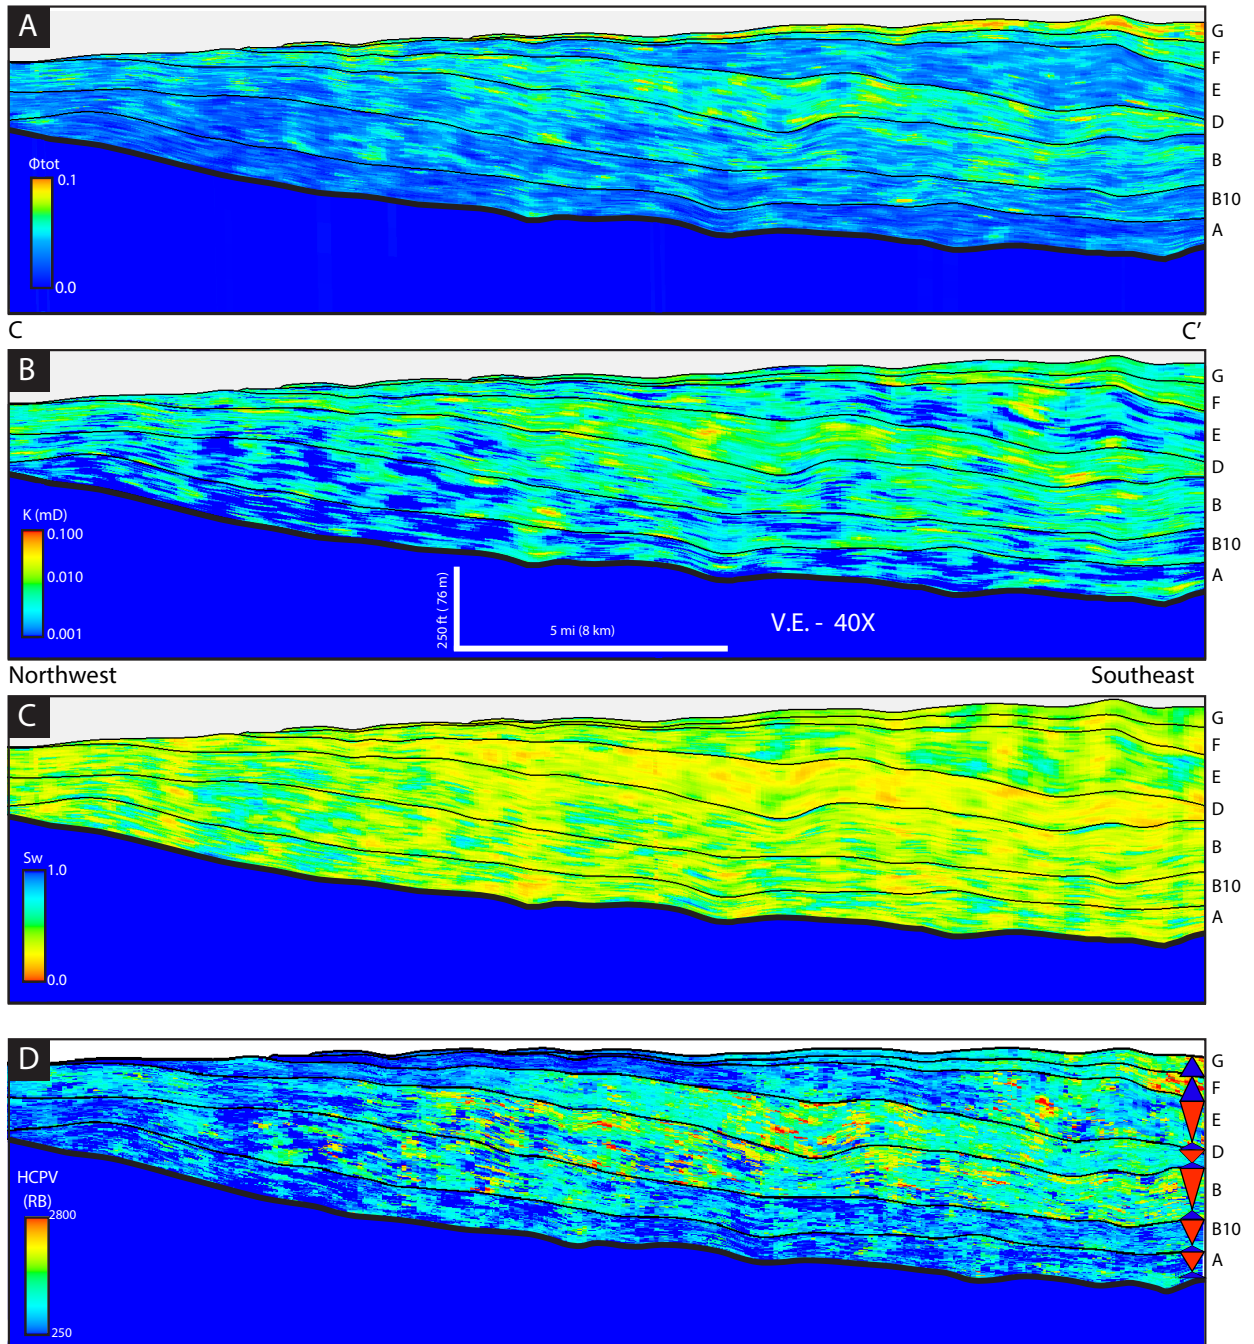 A
G
F
E
D
B
B10
A
Φtot
0.1
0.0
C
C'
B
G
F
E
D
B
B10
A
K (mD)
0.100
0.010
0.001
250 ft ( 76 m)
5 mi (8 km)
V.E. - 40X
Northwest
Southeast
C
G
F
E
D
B
B10
A
Sw
1.0
0.0
D
G
F
E
D
B
B10
A
HCPV
(RB)
2800
250